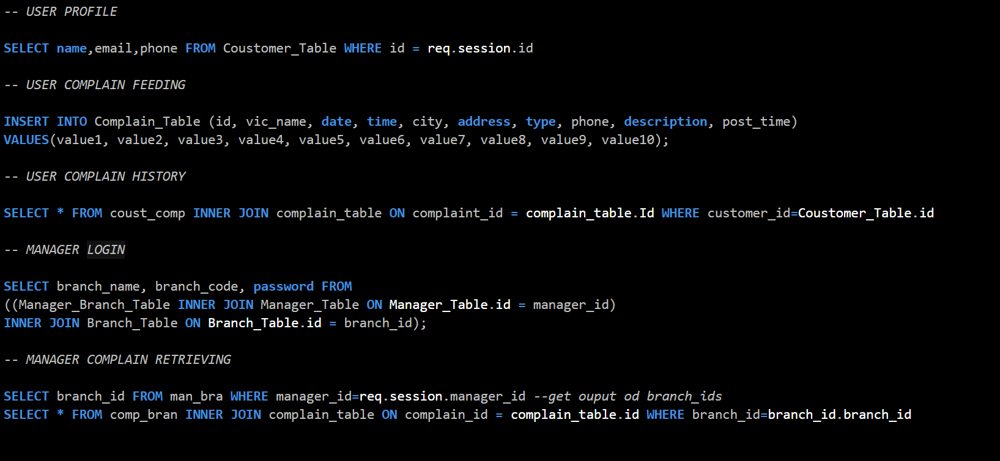 -- USER PROFILE
SELECT name,email,phone FROM Coustomer_Table WHERE id = req.session.id
-- USER COMPLAIN FEEDING
INSERT INTO Complain_Table (id, vic_name, date, time, city, address, type, phone, description, post_time)
VALUES(value1, value2, value3, value4, value5, value6, value7, value8, value9, value10);
-- USER COMPLAIN HISTORY
SELECT * FROM coust_comp INNER JOIN complain_table ON complaint_id = complain_table.Id WHERE customer_id=Coustomer_Table.id
-- MANAGER LOGIN
SELECT branch_name, branch_code, password FROM
((Manager_Branch_Table INNER JOIN Manager_Table ON Manager_Table.id = manager_id)
INNER JOIN Branch_Table ON Branch_Table.id = branch_id);
-- MANAGER COMPLAIN RETRIEVING
SELECT branch_id FROM man_bra WHERE manager_id=req.session.manager_id --get ouput od branch_ids
SELECT * FROM comp_bran INNER JOIN complain_table ON complain_id = complain_table.id WHERE branch_id=branch_id.branch_id